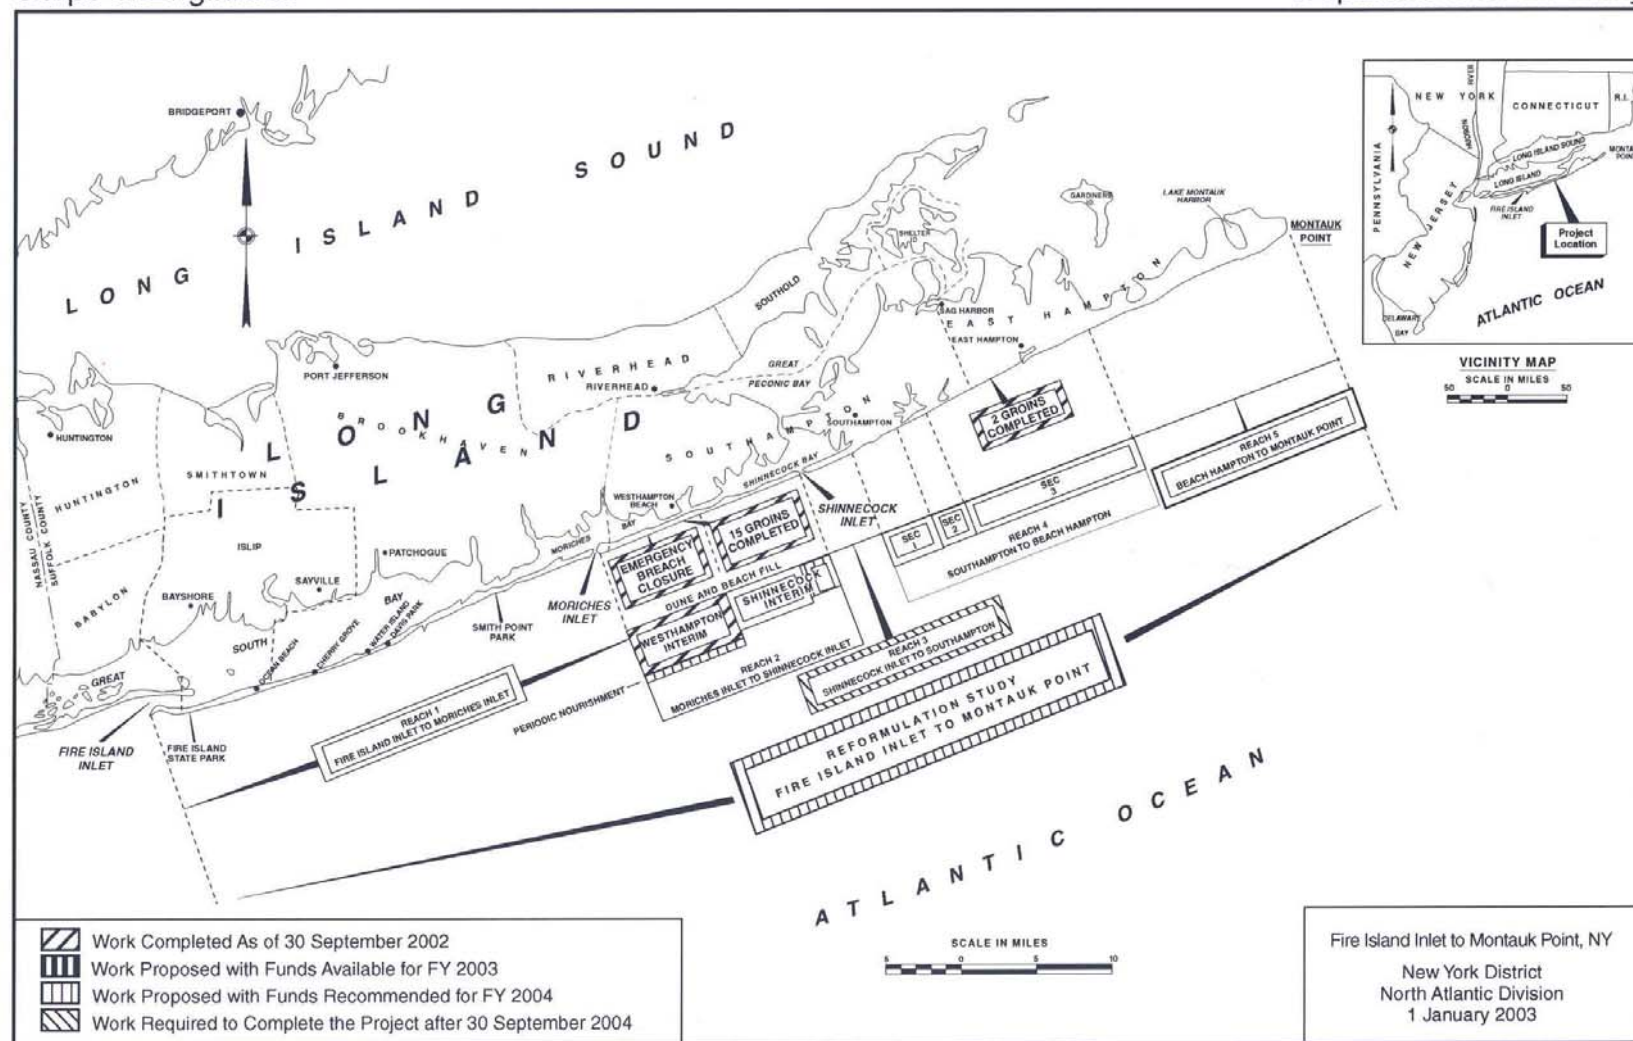 BRIDGEPORT
LONG ISLAND SOUND
GARDINERS
ID.
LAKE MONTAUK
HARBOR
MONTAUK
POINT
SHELTER
ID.
SOUTHOLD
SAG HARBOR
EAST HAMPTON
EAST HAMPTON
PORT JEFFERSON
RIVERHEAD
RIVERHEAD
GREAT
PECONIC BAY
LONG
ISLAND
BROOKHAVEN
SOUTHAMPTON
SOUTHAMPTON
HUNTINGTON
HUNTINGTON
SMITHTOWN
NASSAU COUNTY
SUFFOLK COUNTY
ISLIP
BABYLON
BAYSHORE
SAYVILLE
PATCHOGUE
GREAT
SOUTH
BAY
OCEAN BEACH
CHERRY GROVE
WATER ISLAND
DAVIS PARK
SMITH POINT
PARK
FIRE ISLAND
INLET
FIRE ISLAND
STATE PARK
WESTHAMPTON
BEACH
MORICHES
BAY
SHINNECOCK BAY
MORICHES
INLET
SHINNECOCK
INLET
2 GROINS
COMPLETED
15 GROINS
COMPLETED
EMERGENCY
BREACH
CLOSURE
DUNE AND BEACH FILL
WESTHAMPTON
INTERIM
SHINNECOCK
INTERIM
PERIODIC NOURISHMENT
REACH 1
FIRE ISLAND INLET TO MORICHES INLET
REACH 2
MORICHES INLET TO SHINNECOCK INLET
REACH 3
SHINNECOCK INLET TO SOUTHAMPTON
SEC
1
SEC
2
SEC
3
REACH 4
SOUTHAMPTON TO BEACH HAMPTON
REACH 5
BEACH HAMPTON TO MONTAUK POINT
REFORMULATION STUDY
FIRE ISLAND INLET TO MONTAUK POINT
ATLANTIC OCEAN
NEW YORK
HUDSON RIVER
CONNECTICUT
R.I.
PENNSYLVANIA
NEW JERSEY
LONG ISLAND SOUND
LONG ISLAND
FIRE ISLAND
INLET
DELAWARE
BAY
Project
Location
ATLANTIC OCEAN
VICINITY MAP
SCALE IN MILES
50 0 50
SCALE IN MILES
5 0 5 10
Work Completed As of 30 September 2002
Work Proposed with Funds Available for FY 2003
Work Proposed with Funds Recommended for FY 2004
Work Required to Complete the Project after 30 September 2004
Fire Island Inlet to Montauk Point, NY
New York District
North Atlantic Division
1 January 2003